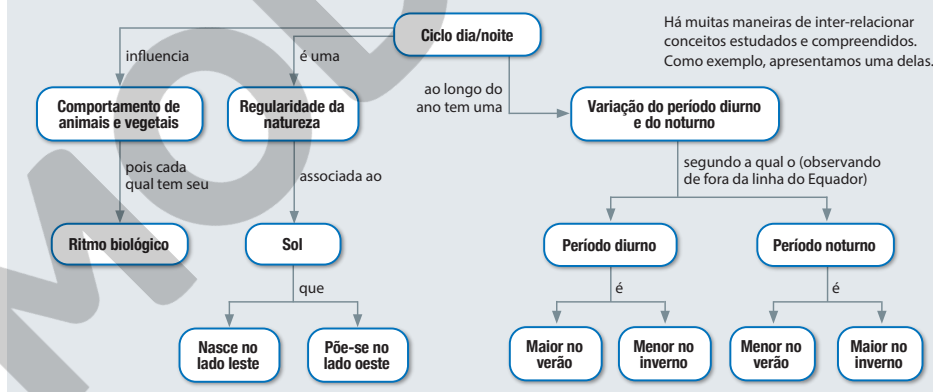 Ciclo dia/noite
Há muitas maneiras de inter-relacionar
conceitos estudados e compreendidos.
Como exemplo, apresentamos uma delas.
influencia
é uma
ao longo do
ano tem uma
Comportamento de
animais e vegetais
Regularidade da
natureza
Variação do período diurno
e do noturno
pois cada
qual tem seu
associada ao
segundo a qual o (observando
de fora da linha do Equador)
Ritmo biológico
Sol
Período diurno
Período noturno
que
é
é
Nasce no
lado leste
Põe-se no
lado oeste
Maior no
verão
Menor no
inverno
Menor no
verão
Maior no
inverno
MOD